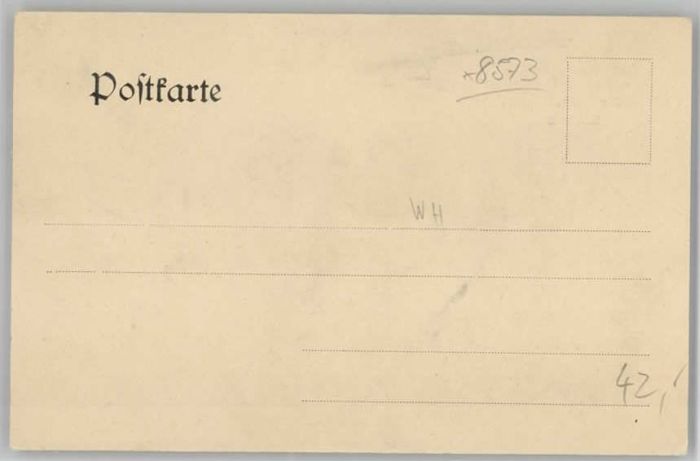 *8573
Postkarte
WH
42,-